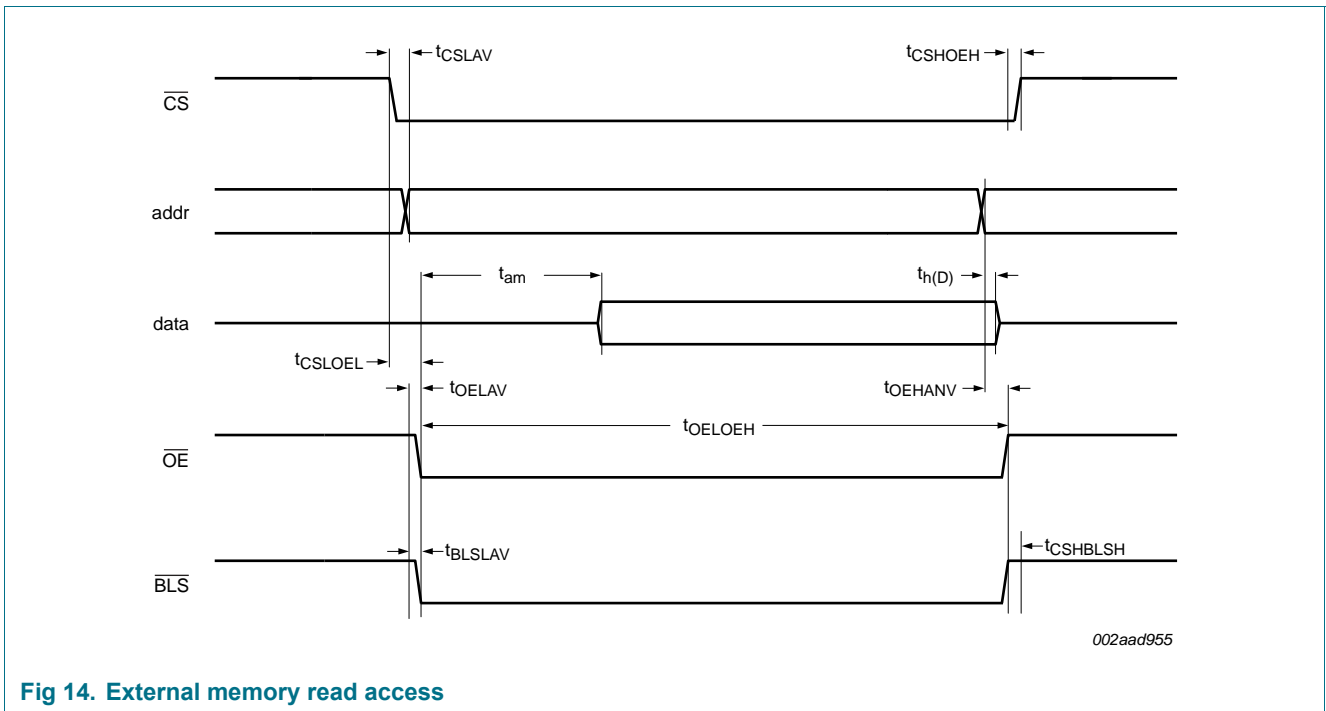 tCSLAV
tCSHOEH
CS
addr
tam
th(D)
data
tCSLOEL
tOELAV
tOEHANV
tOELOEH
OE
tBLSLAV
tCSHBLSH
BLS
002aad955
Fig 14. External memory read access